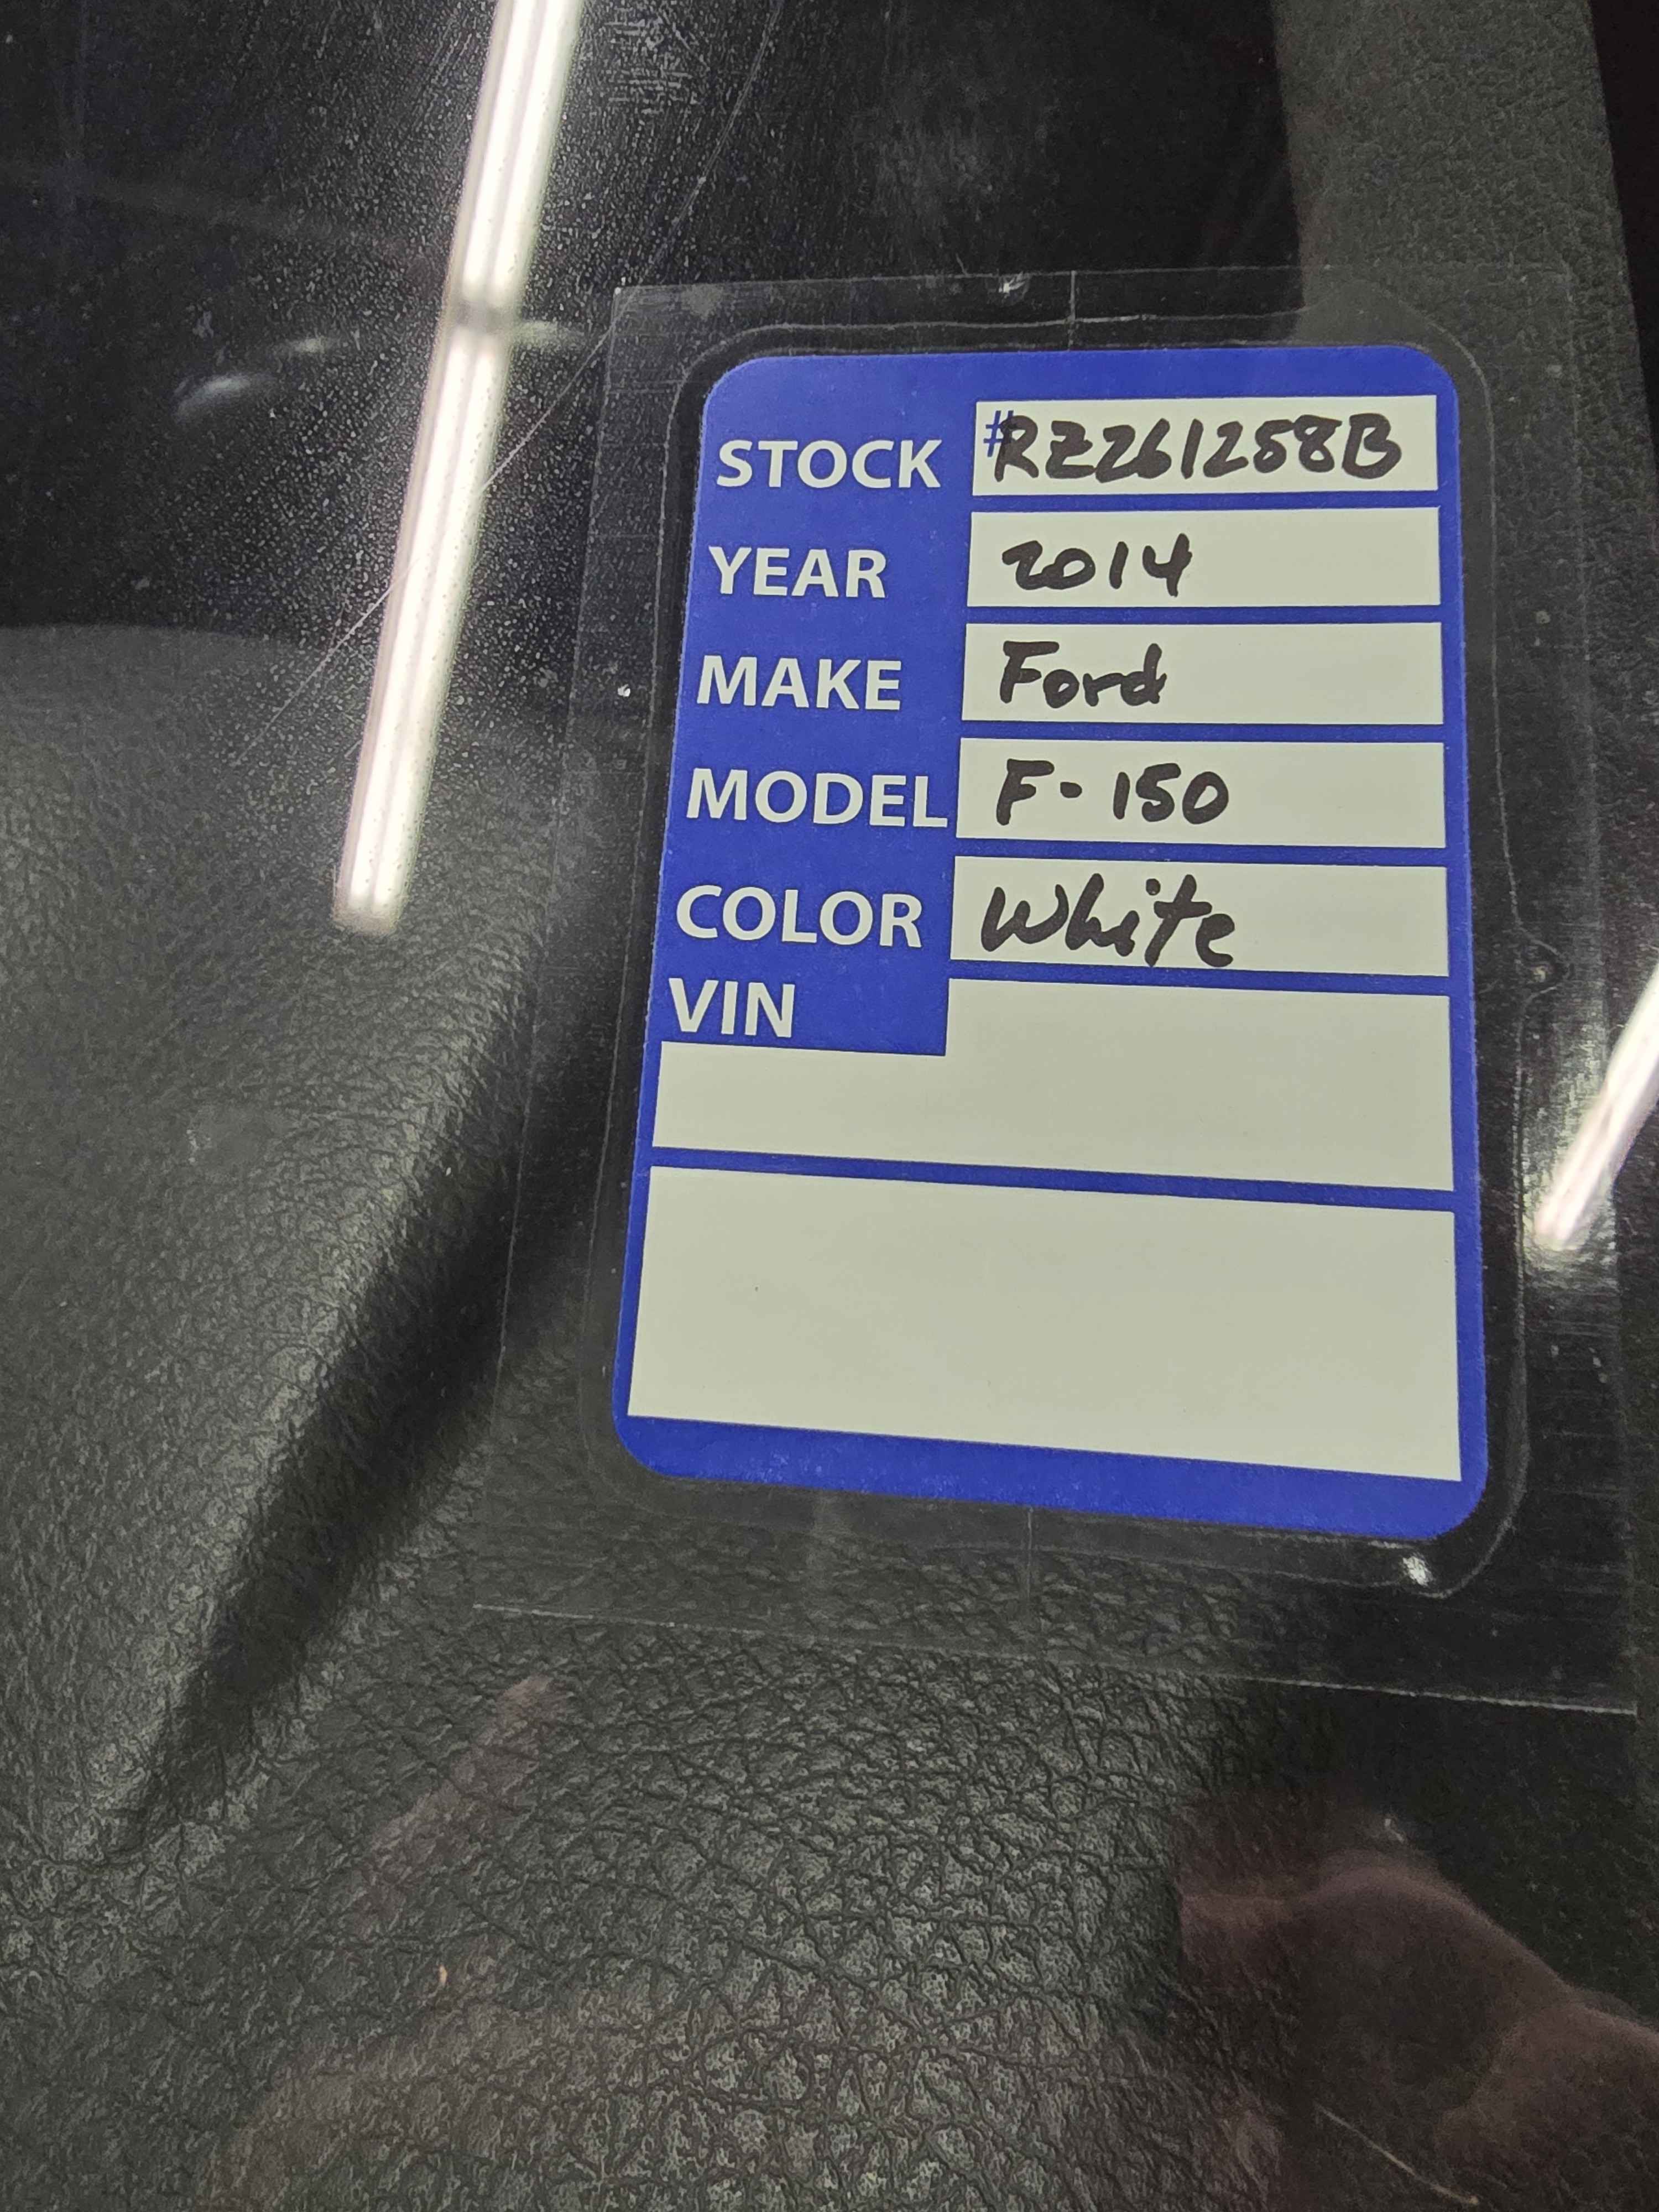 STOCK #RZ261258B
YEAR 2014
MAKE Ford
MODEL F-150
COLOR White
VIN